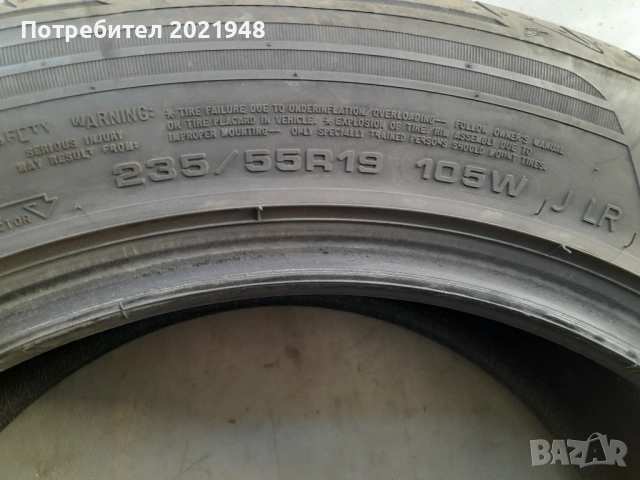 Потребител 2021948
SAFETY WARNING:
SERIOUS INJURY
MAY RESULT FROM:
* TIRE FAILURE DUE TO UNDERINFLATION/OVERLOADING— FOLLOW OWNER'S MANUAL
OR TIRE PLACARD IN VEHICLE. * EXPLOSION OF TIRE/RIM ASSEMBLY DUE TO
IMPROPER MOUNTING— ONLY SPECIALLY TRAINED PERSONS SHOULD MOUNT TIRES.
235/55R19 105W J LR
BAZAR